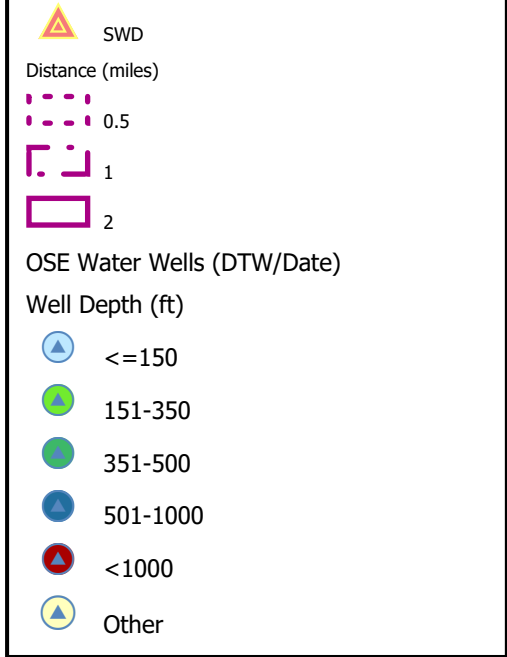 SWD
Distance (miles)
0.5
1
2
OSE Water Wells (DTW/Date)
Well Depth (ft)
<=150
151-350
351-500
501-1000
<1000
Other